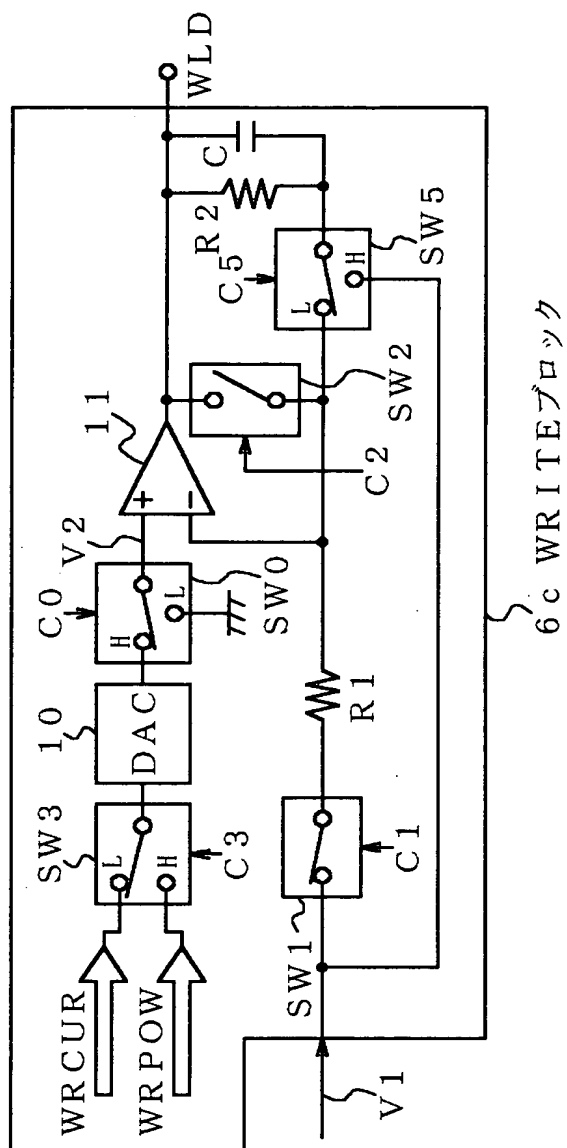 WRCUR
WRPOW
SW3
L
H
C3
10
DAC
C0
H
L
SW0
V2
11
+
−
WLD
V1
SW1
C1
R1
C2
SW2
C5
L
H
SW5
R2
C
6c WRITEブロック